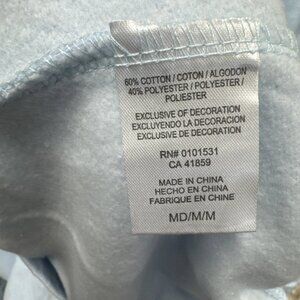 60% COTTON / COTON / ALGODON
40% POLYESTER / POLYESTER /
POLIESTER
EXCLUSIVE OF DECORATION
EXCLUYENDO LA DECORACION
EXCLUSIVE DE DECORATION
RN# 0101531
CA 41859
MADE IN CHINA
HECHO EN CHINA
FABRIQUE EN CHINE
MD/M/M